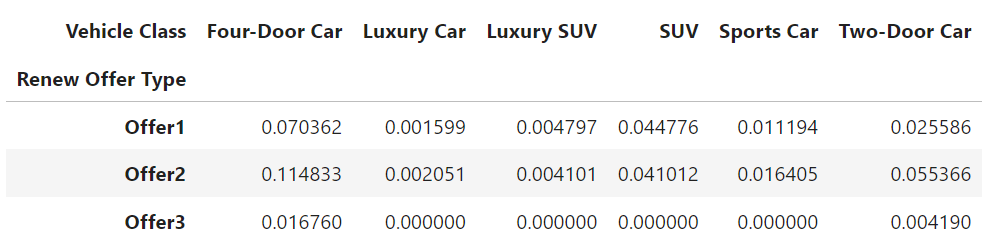 Vehicle Class Four-Door Car Luxury Car Luxury SUV SUV Sports Car Two-Door Car
Renew Offer Type
Offer1 0.070362 0.001599 0.004797 0.044776 0.011194 0.025586
Offer2 0.114833 0.002051 0.004101 0.041012 0.016405 0.055366
Offer3 0.016760 0.000000 0.000000 0.000000 0.000000 0.004190